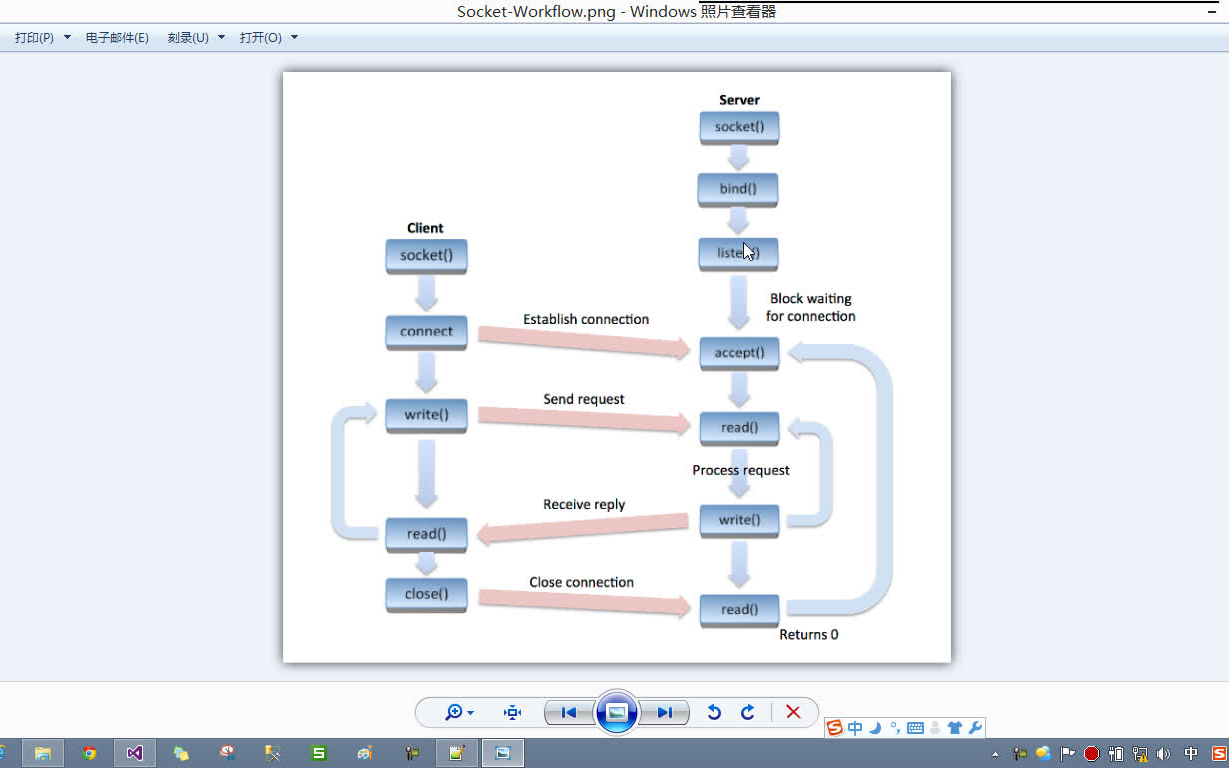 Socket-Workflow.png - Windows 照片查看器
打印(P)
电子邮件(E)
刻录(U)
打开(O)
Server
socket()
bind()
Client
socket()
Block waiting
for connection
Establish connection
connect
accept()
Send request
write()
read()
Process request
Receive reply
write()
read()
Close connection
close()
read()
Returns 0
中
中